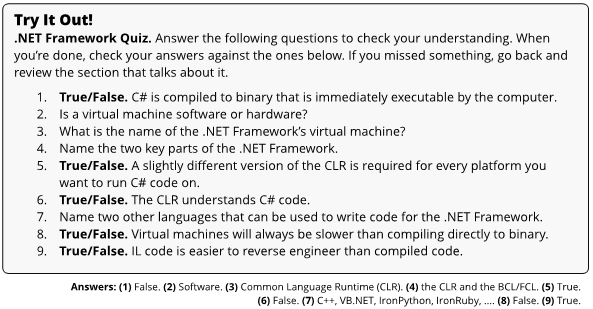 Try It Out!
.NET Framework Quiz. Answer the following questions to check your understanding. When
you’re done, check your answers against the ones below. If you missed something, go back and
review the section that talks about it.
1. True/False. C# is compiled to binary that is immediately executable by the computer.
2. Is a virtual machine software or hardware?
3. What is the name of the .NET Framework’s virtual machine?
4. Name the two key parts of the .NET Framework.
5. True/False. A slightly different version of the CLR is required for every platform you
want to run C# code on.
6. True/False. The CLR understands C# code.
7. Name two other languages that can be used to write code for the .NET Framework.
8. True/False. Virtual machines will always be slower than compiling directly to binary.
9. True/False. IL code is easier to reverse engineer than compiled code.
Answers: (1) False. (2) Software. (3) Common Language Runtime (CLR). (4) the CLR and the BCL/FCL. (5) True.
(6) False. (7) C++, VB.NET, IronPython, IronRuby, .... (8) False. (9) True.